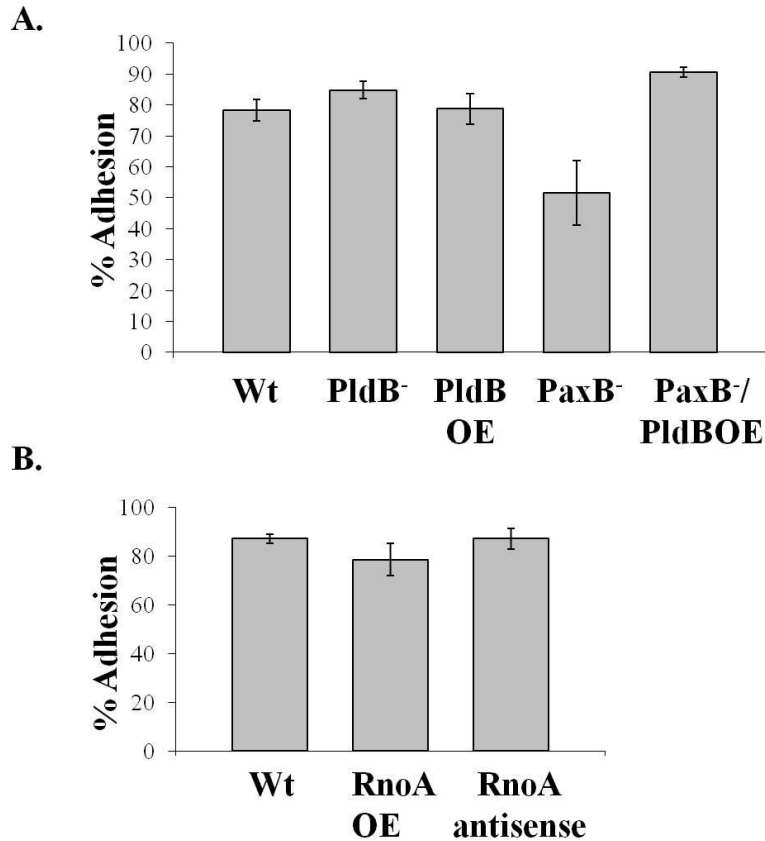 A.
% Adhesion
100
90
80
70
60
50
40
30
20
10
0
Wt PldB- PldB OE PaxB- PaxB-/ PldBOE
B.
% Adhesion
100
80
60
40
20
0
Wt RnoA OE RnoA antisense